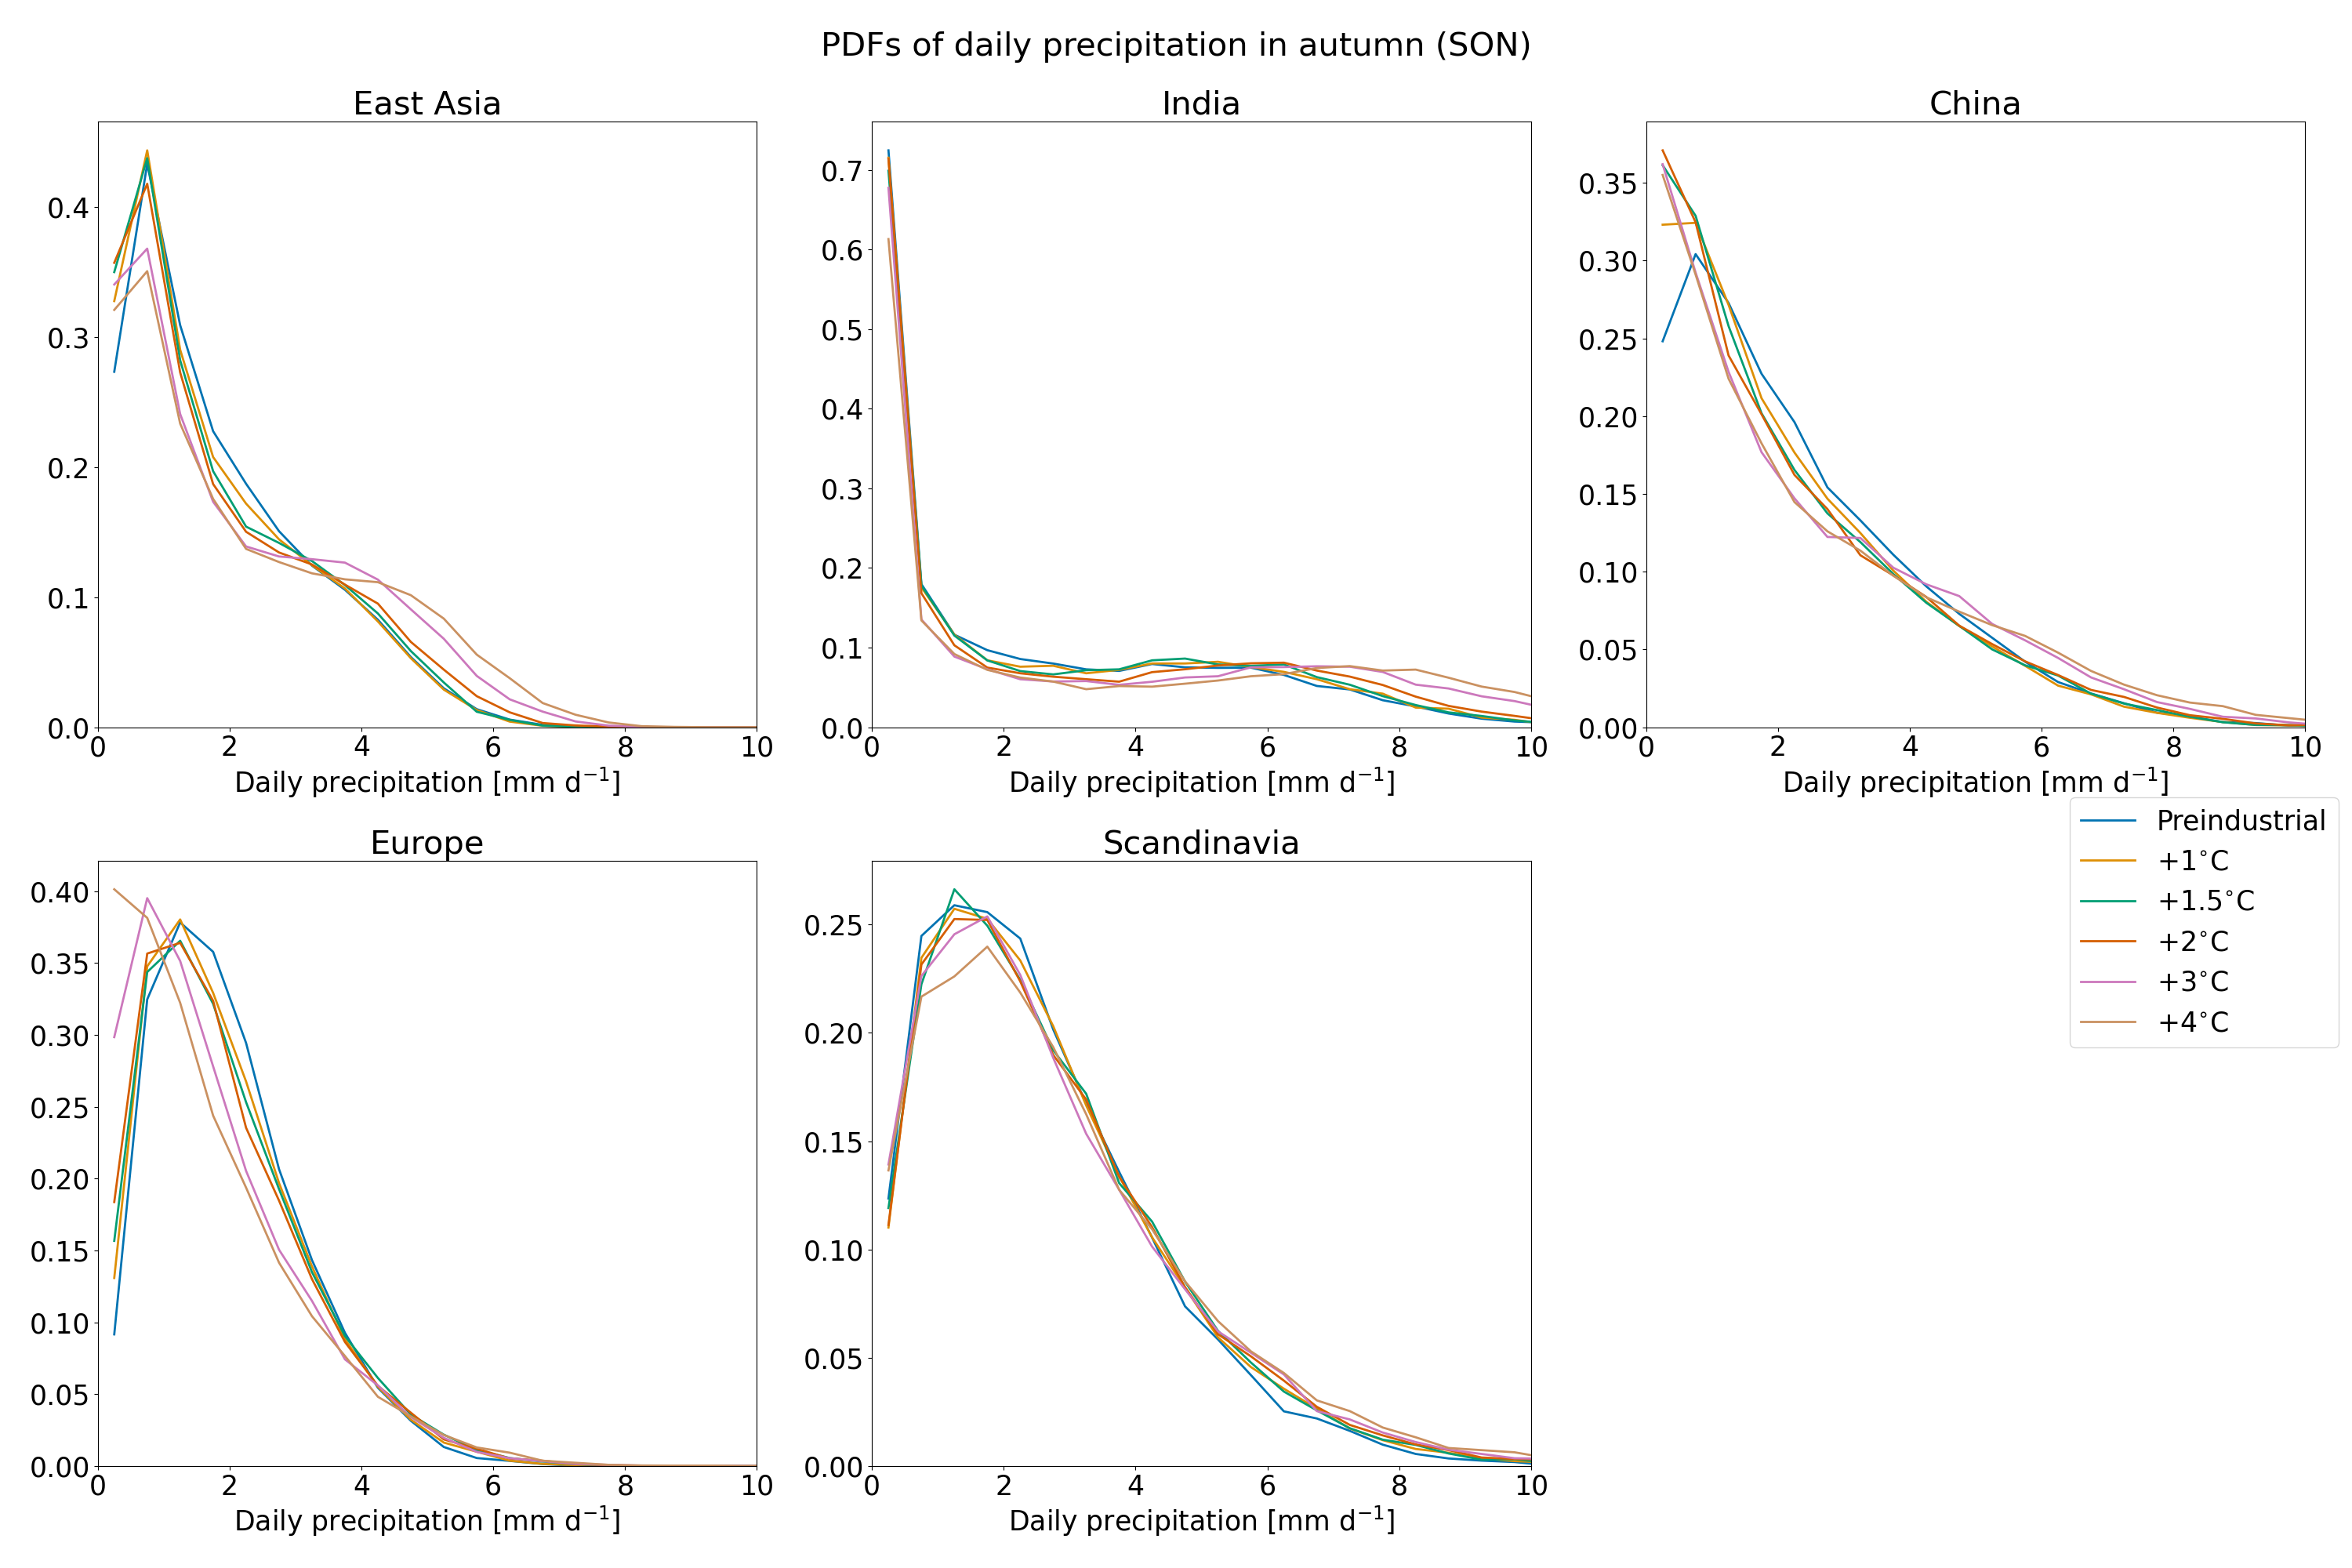 PDFs of daily precipitation in autumn (SON)
East Asia
0.4
0.3
0.2
0.1
0.0
0 2 4 6 8 10
Daily precipitation [mm d⁻¹]
India
0.7
0.6
0.5
0.4
0.3
0.2
0.1
0.0
0 2 4 6 8 10
Daily precipitation [mm d⁻¹]
China
0.35
0.30
0.25
0.20
0.15
0.10
0.05
0.00
0 2 4 6 8 10
Daily precipitation [mm d⁻¹]
Europe
0.40
0.35
0.30
0.25
0.20
0.15
0.10
0.05
0.00
0 2 4 6 8 10
Daily precipitation [mm d⁻¹]
Scandinavia
0.25
0.20
0.15
0.10
0.05
0.00
0 2 4 6 8 10
Daily precipitation [mm d⁻¹]
Preindustrial
+1°C
+1.5°C
+2°C
+3°C
+4°C